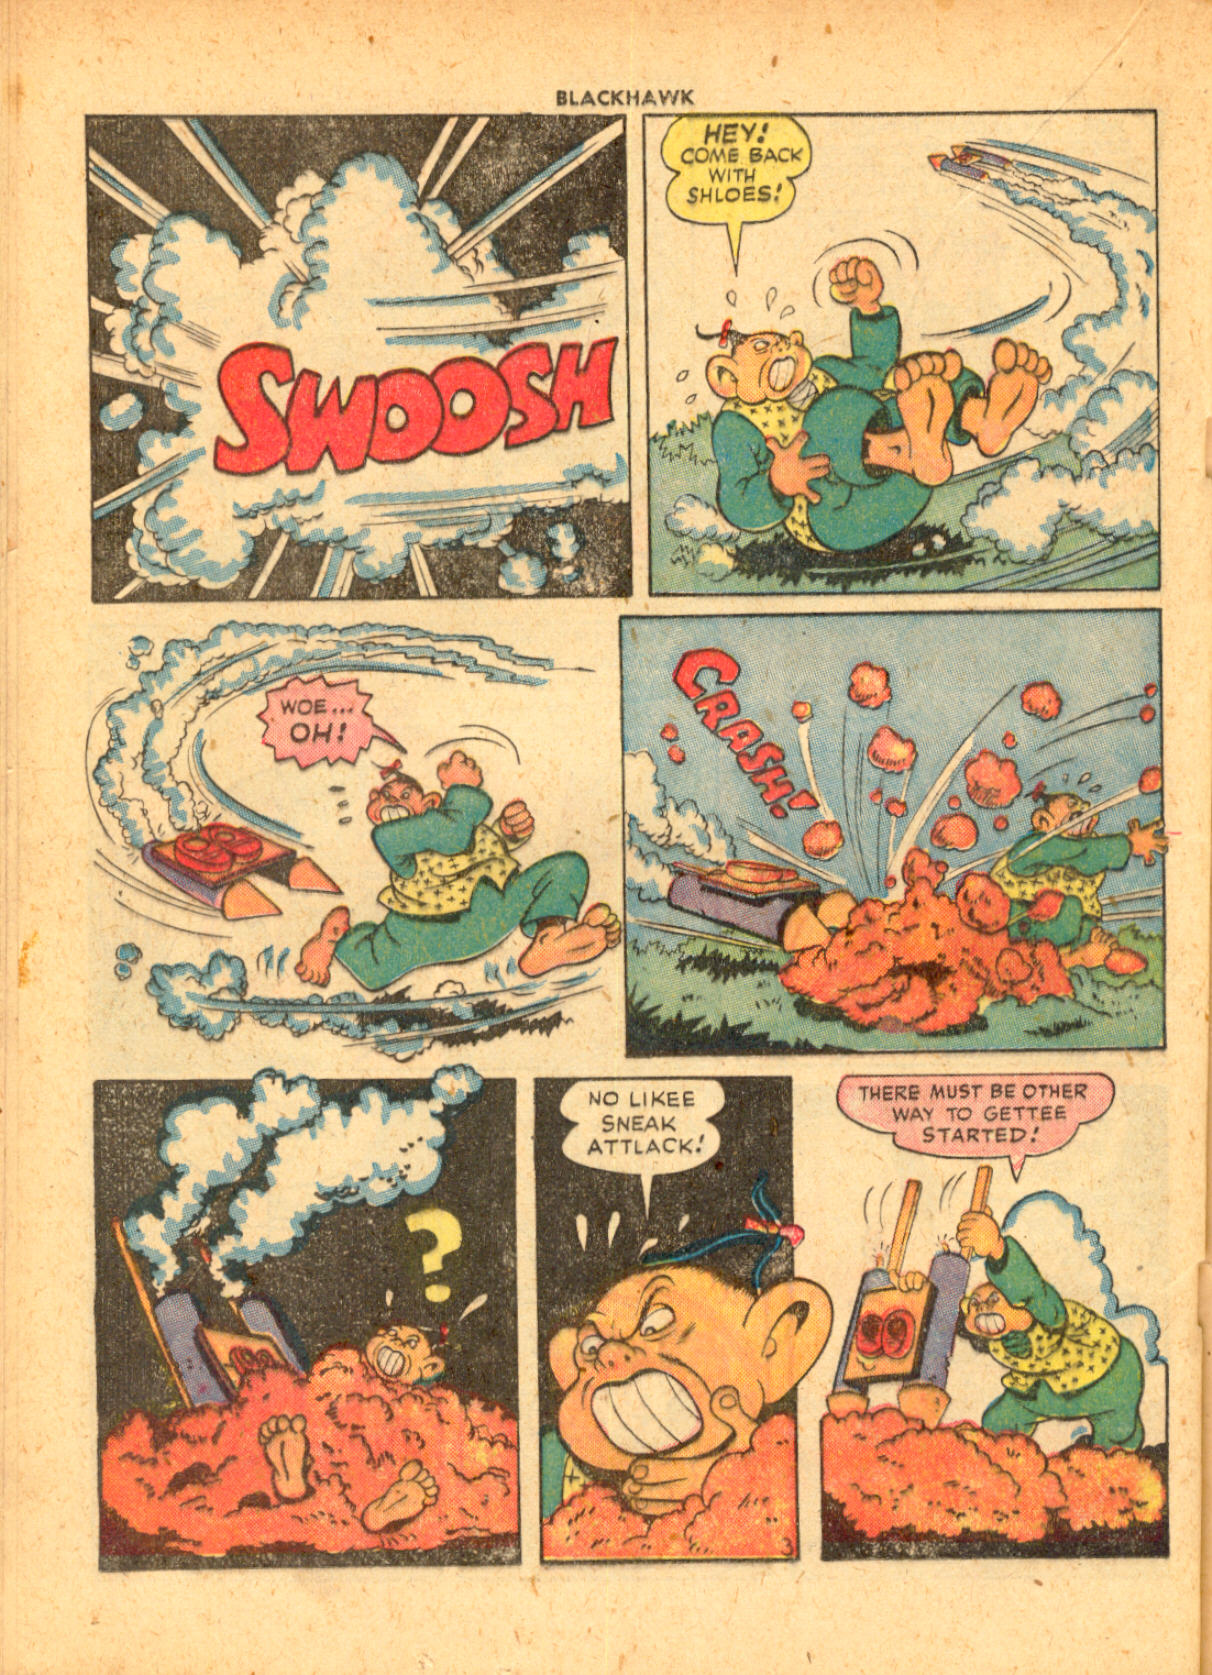 BLACKHAWK
SWOOSH
HEY!
COME BACK
WITH
SHLOES!
WOE...
OH!
CRASH!
?
NO LIKEE
SNEAK
ATTLACK!
THERE MUST BE OTHER
WAY TO GETTEE
STARTED!
3